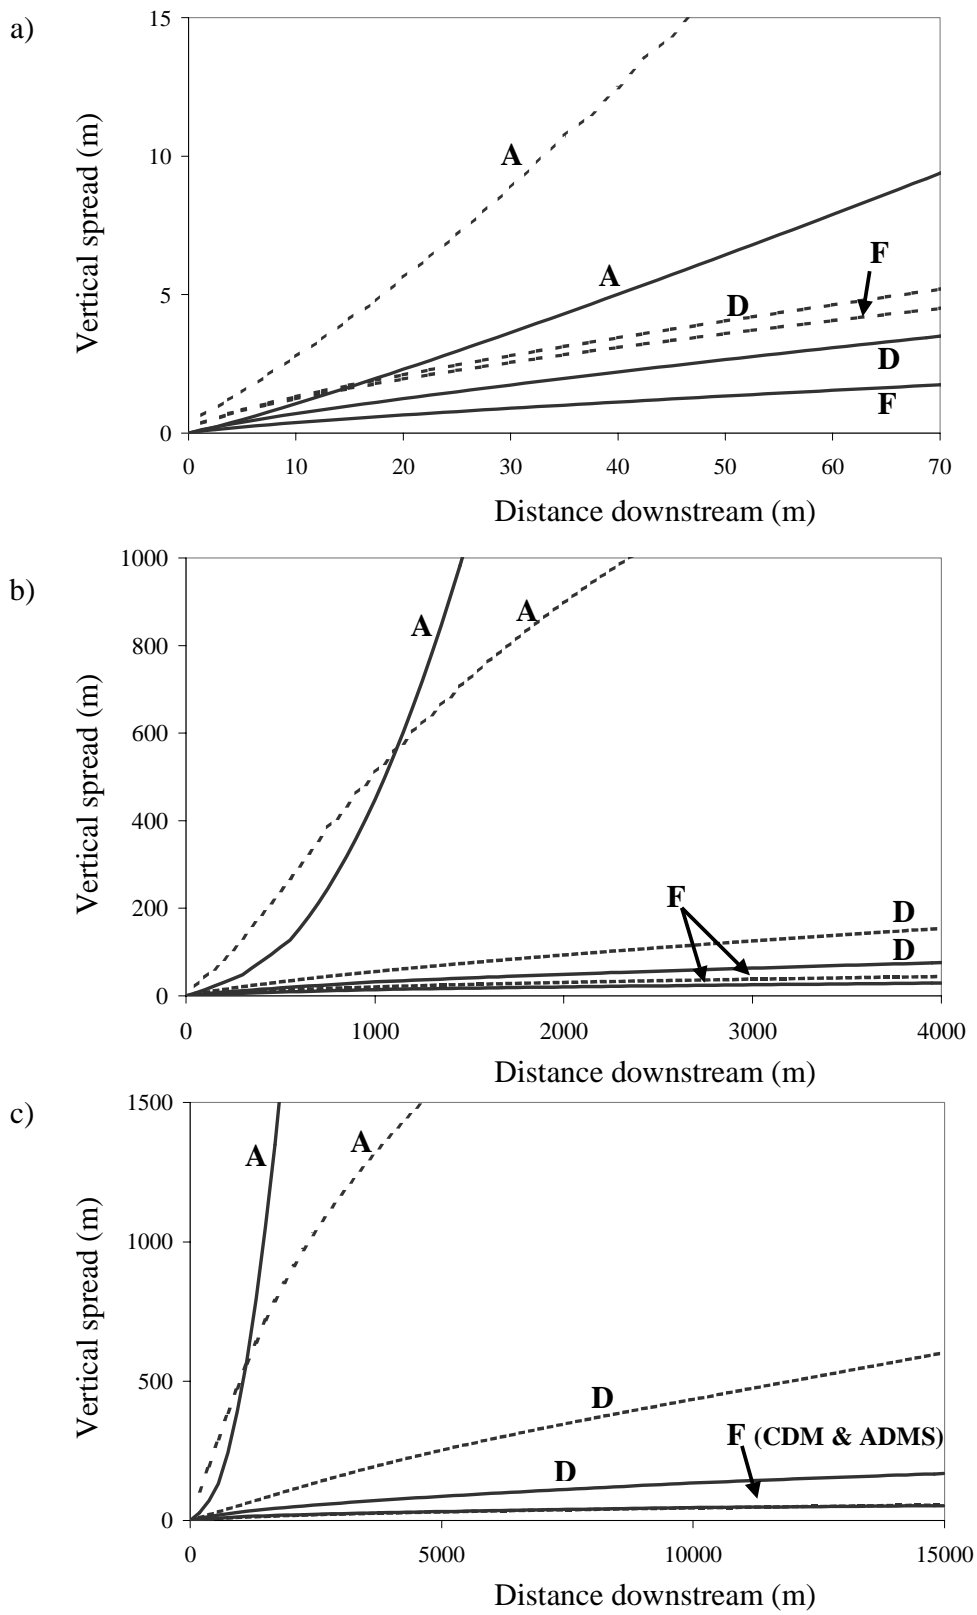 a)
15
10
5
0
Vertical spread (m)
A
A
F
D
D
F
0 10 20 30 40 50 60 70
Distance downstream (m)
b)
1000
800
600
400
200
0
Vertical spread (m)
A
A
F
D
D
0 1000 2000 3000 4000
Distance downstream (m)
c)
1500
1000
500
0
Vertical spread (m)
A
A
D
F (CDM & ADMS)
D
0 5000 10000 15000
Distance downstream (m)